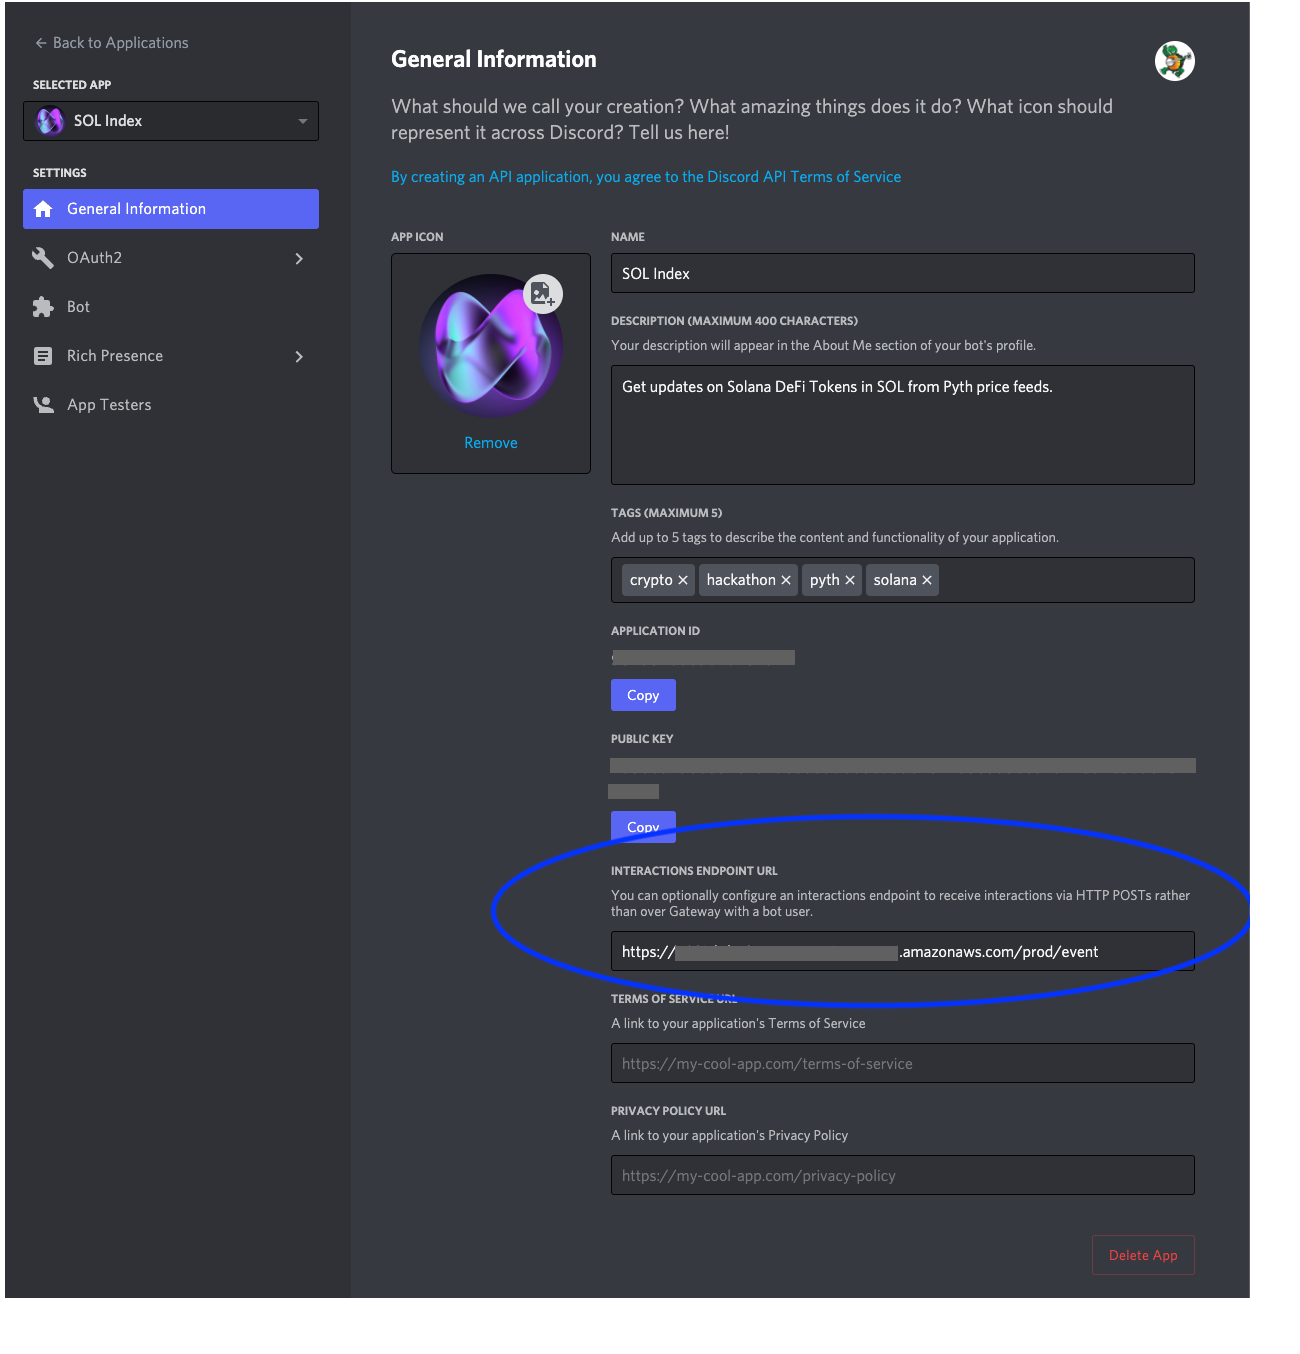 ← Back to Applications
SELECTED APP
SOL Index
SETTINGS
General Information
OAuth2
Bot
Rich Presence
App Testers
General Information
What should we call your creation? What amazing things does it do? What icon should
represent it across Discord? Tell us here!
By creating an API application, you agree to the Discord API Terms of Service
APP ICON
Remove
NAME
SOL Index
DESCRIPTION (MAXIMUM 400 CHARACTERS)
Your description will appear in the About Me section of your bot's profile.
Get updates on Solana DeFi Tokens in SOL from Pyth price feeds.
TAGS (MAXIMUM 5)
Add up to 5 tags to describe the content and functionality of your application.
crypto × hackathon × pyth × solana ×
APPLICATION ID
Copy
PUBLIC KEY
Copy
INTERACTIONS ENDPOINT URL
You can optionally configure an interactions endpoint to receive interactions via HTTP POSTs rather
than over Gateway with a bot user.
https:// .amazonaws.com/prod/event
TERMS OF SERVICE URL
A link to your application's Terms of Service
https://my-cool-app.com/terms-of-service
PRIVACY POLICY URL
A link to your application's Privacy Policy
https://my-cool-app.com/privacy-policy
Delete App